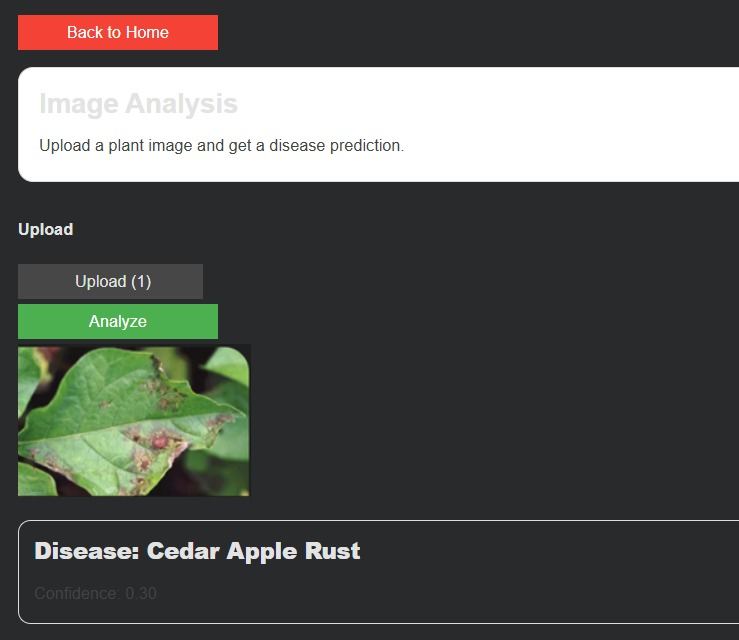 Back to Home
Image Analysis
Upload a plant image and get a disease prediction.
Upload
Upload (1)
Analyze
Disease: Cedar Apple Rust
Confidence: 0.30